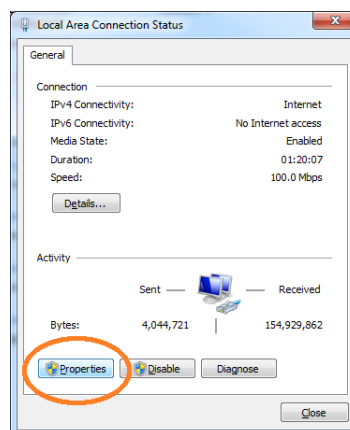 Local Area Connection Status
General
Connection
IPv4 Connectivity: Internet
IPv6 Connectivity: No Internet access
Media State: Enabled
Duration: 01:20:07
Speed: 100.0 Mbps
Details...
Activity
Sent Received
Bytes: 4,044,721 154,929,862
Properties Disable Diagnose
Close